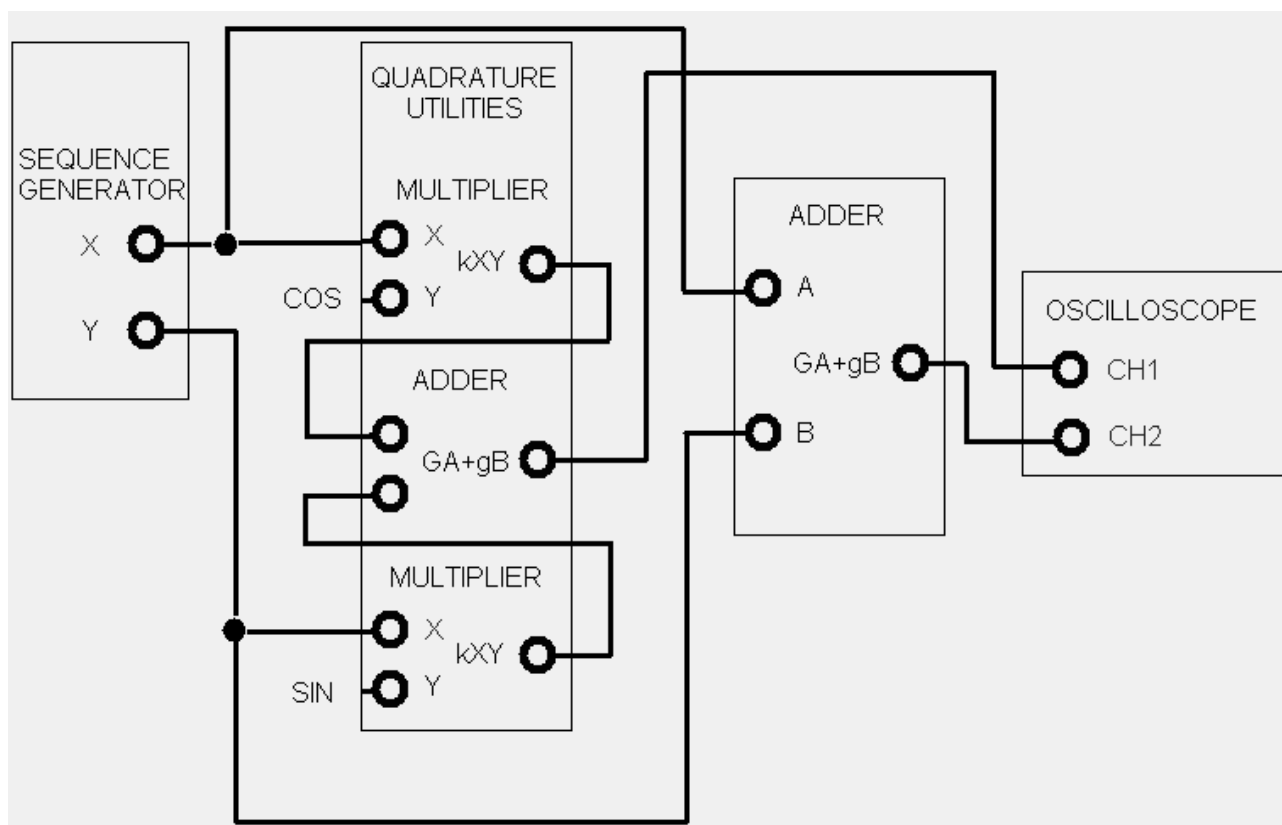 SEQUENCE
GENERATOR
X
Y
QUADRATURE
UTILITIES
MULTIPLIER
X
kXY
COS
Y
ADDER
GA+gB
MULTIPLIER
X
kXY
SIN
Y
ADDER
A
GA+gB
B
OSCILLOSCOPE
CH1
CH2